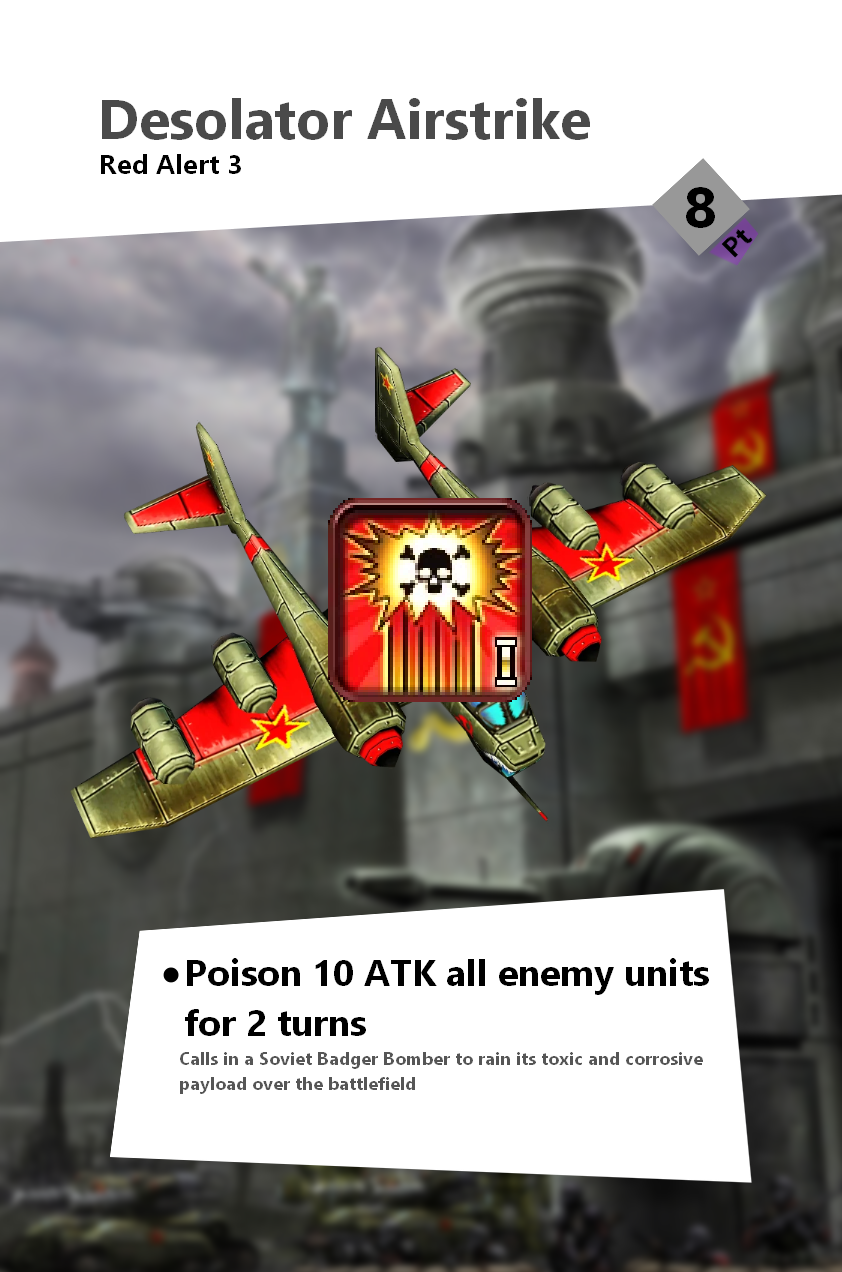 Desolator Airstrike
Red Alert 3
8
Pt
I
•Poison 10 ATK all enemy units
for 2 turns
Calls in a Soviet Badger Bomber to rain its toxic and corrosive
payload over the battlefield